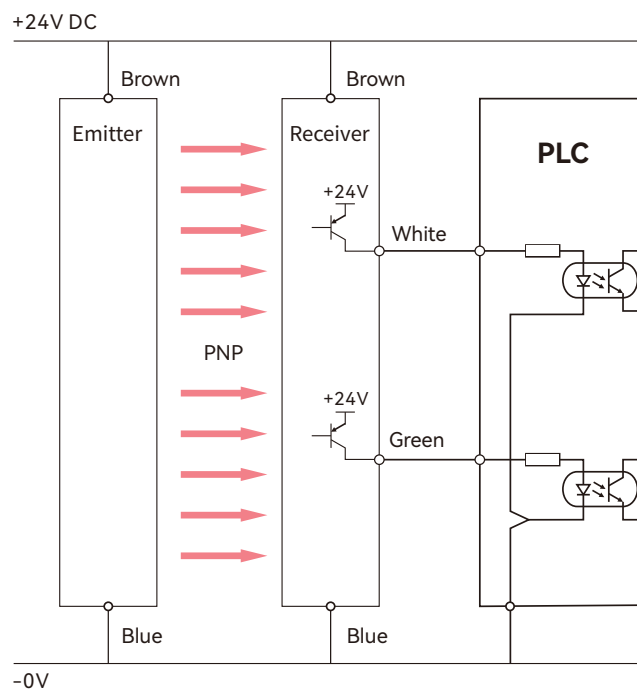 +24V DC
Brown
Brown
Emitter
Receiver
PLC
+24V
White
PNP
+24V
Green
Blue
Blue
-0V